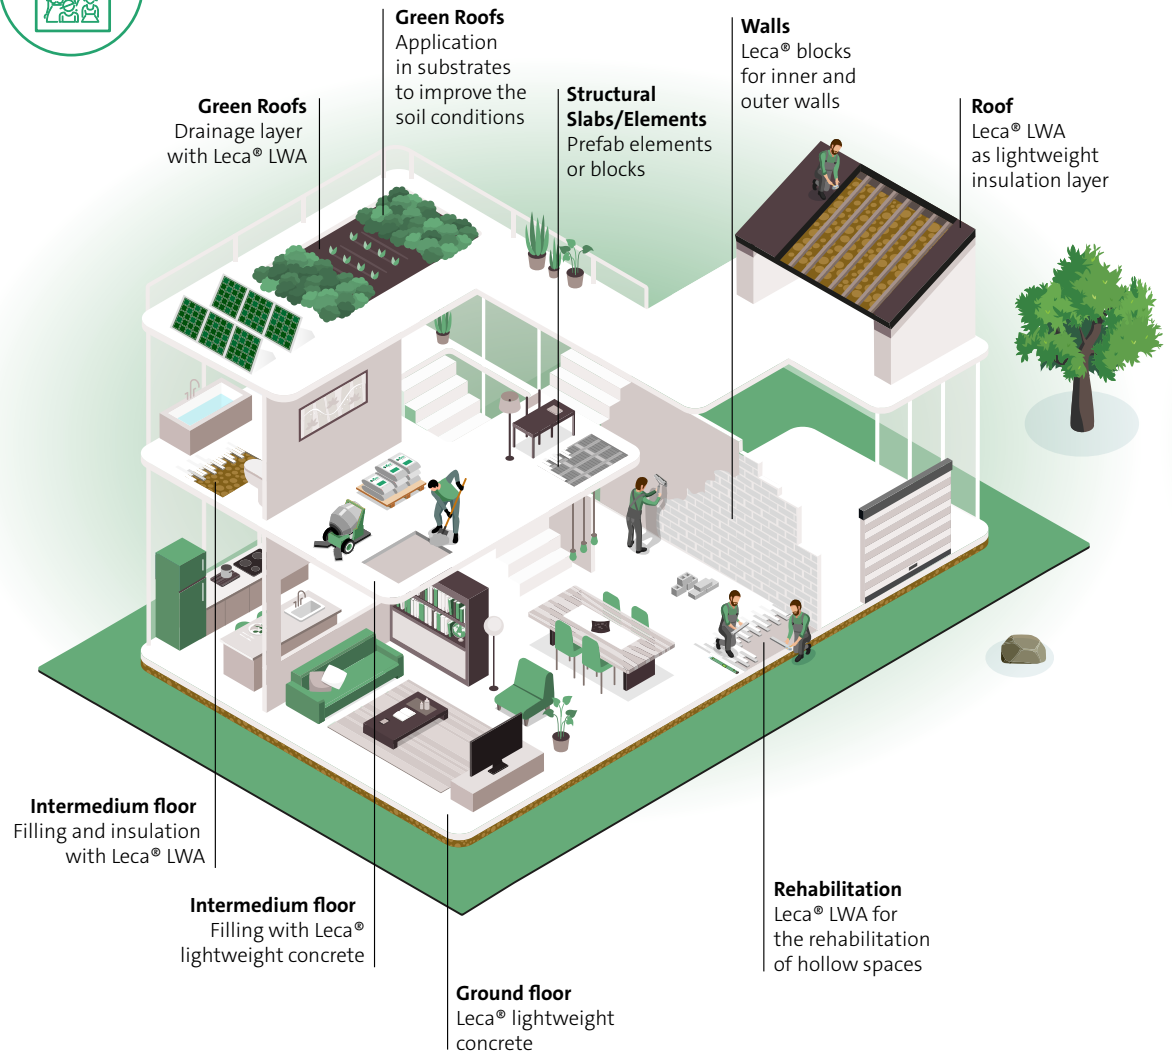 Green Roofs
Application
in substrates
to improve the
soil conditions
Walls
Leca® blocks
for inner and
outer walls
Structural
Slabs/Elements
Prefab elements
or blocks
Green Roofs
Drainage layer
with Leca® LWA
Roof
Leca® LWA
as lightweight
insulation layer
Intermedium floor
Filling and insulation
with Leca® LWA
Intermedium floor
Filling with Leca®
lightweight concrete
Rehabilitation
Leca® LWA for
the rehabilitation
of hollow spaces
Ground floor
Leca® lightweight
concrete